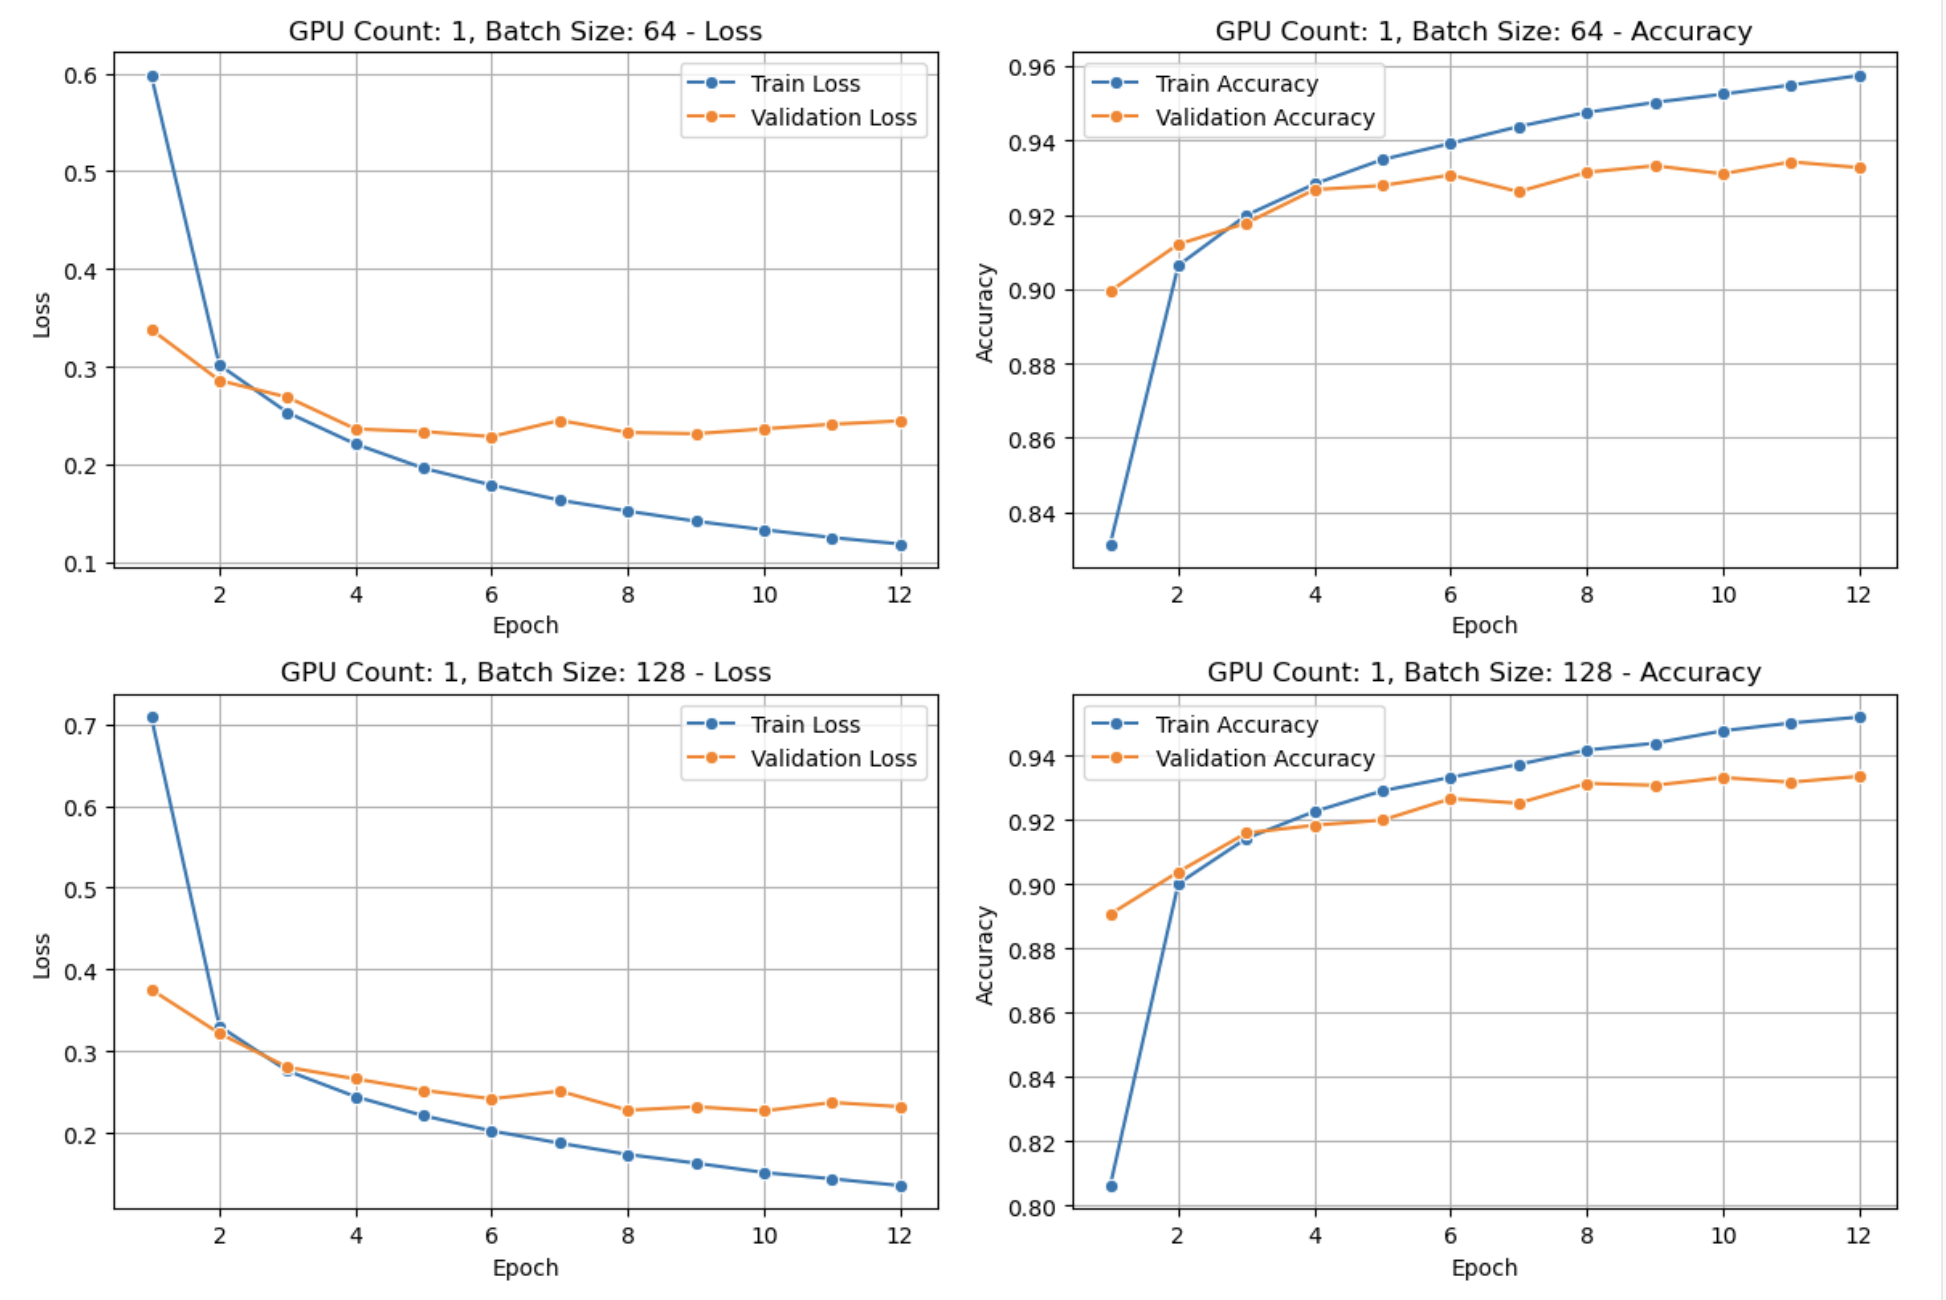 GPU Count: 1, Batch Size: 64 - Loss
0.6
0.5
0.4
0.3
0.2
0.1
Loss
Train Loss
Validation Loss
2 4 6 8 10 12
Epoch
GPU Count: 1, Batch Size: 64 - Accuracy
0.96
0.94
0.92
0.90
0.88
0.86
0.84
Accuracy
Train Accuracy
Validation Accuracy
2 4 6 8 10 12
Epoch
GPU Count: 1, Batch Size: 128 - Loss
0.7
0.6
0.5
0.4
0.3
0.2
Loss
Train Loss
Validation Loss
2 4 6 8 10 12
Epoch
GPU Count: 1, Batch Size: 128 - Accuracy
0.94
0.92
0.90
0.88
0.86
0.84
0.82
0.80
Accuracy
Train Accuracy
Validation Accuracy
2 4 6 8 10 12
Epoch